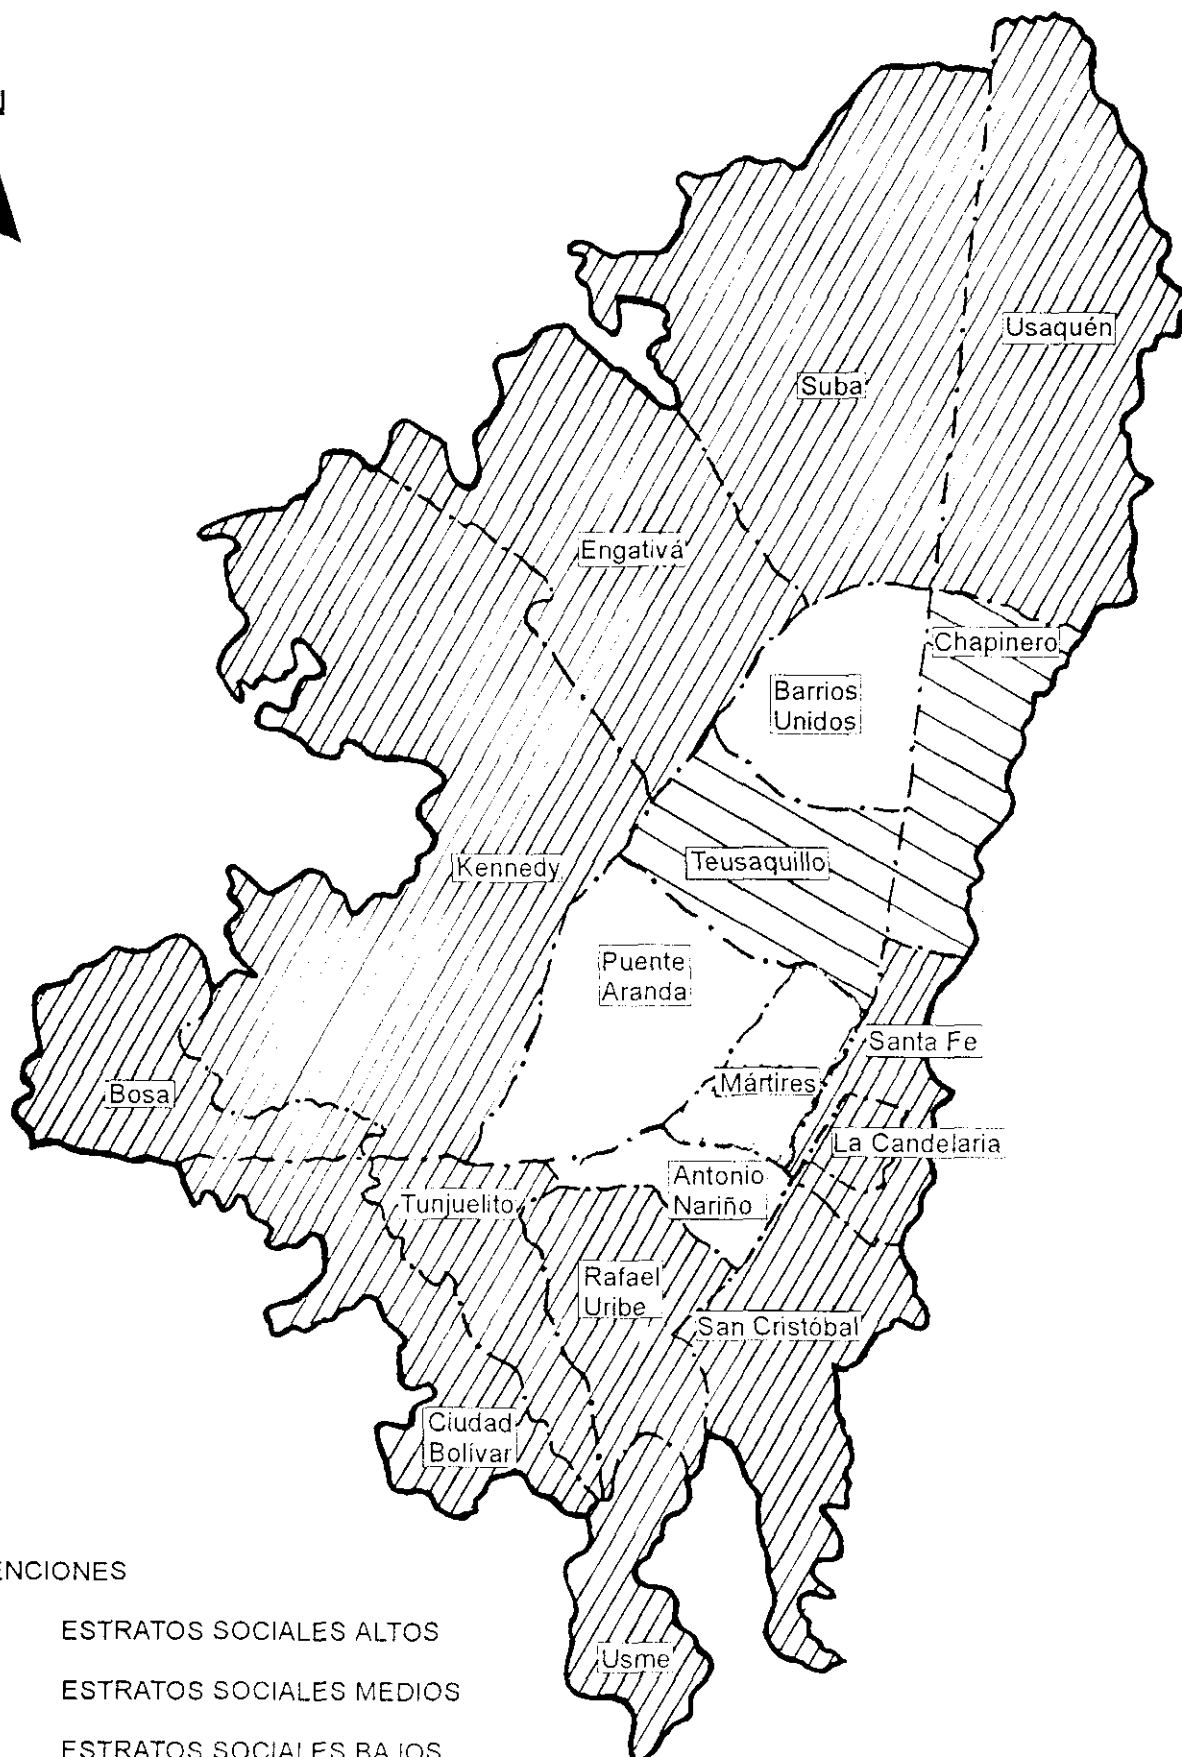 N
Usaquén
Suba
Engativá
Chapinero
Barrios
Unidos
Teusaquillo
Kennedy
Puente
Aranda
Santa Fe
Mártires
Bosa
La Candelaria
Antonio
Nariño
Tunjuelito
Rafael
Uribe
San Cristóbal
Ciudad
Bolívar
ENCIONES
ESTRATOS SOCIALES ALTOS
Usme
ESTRATOS SOCIALES MEDIOS
ESTRATOS SOCIALES BAJOS